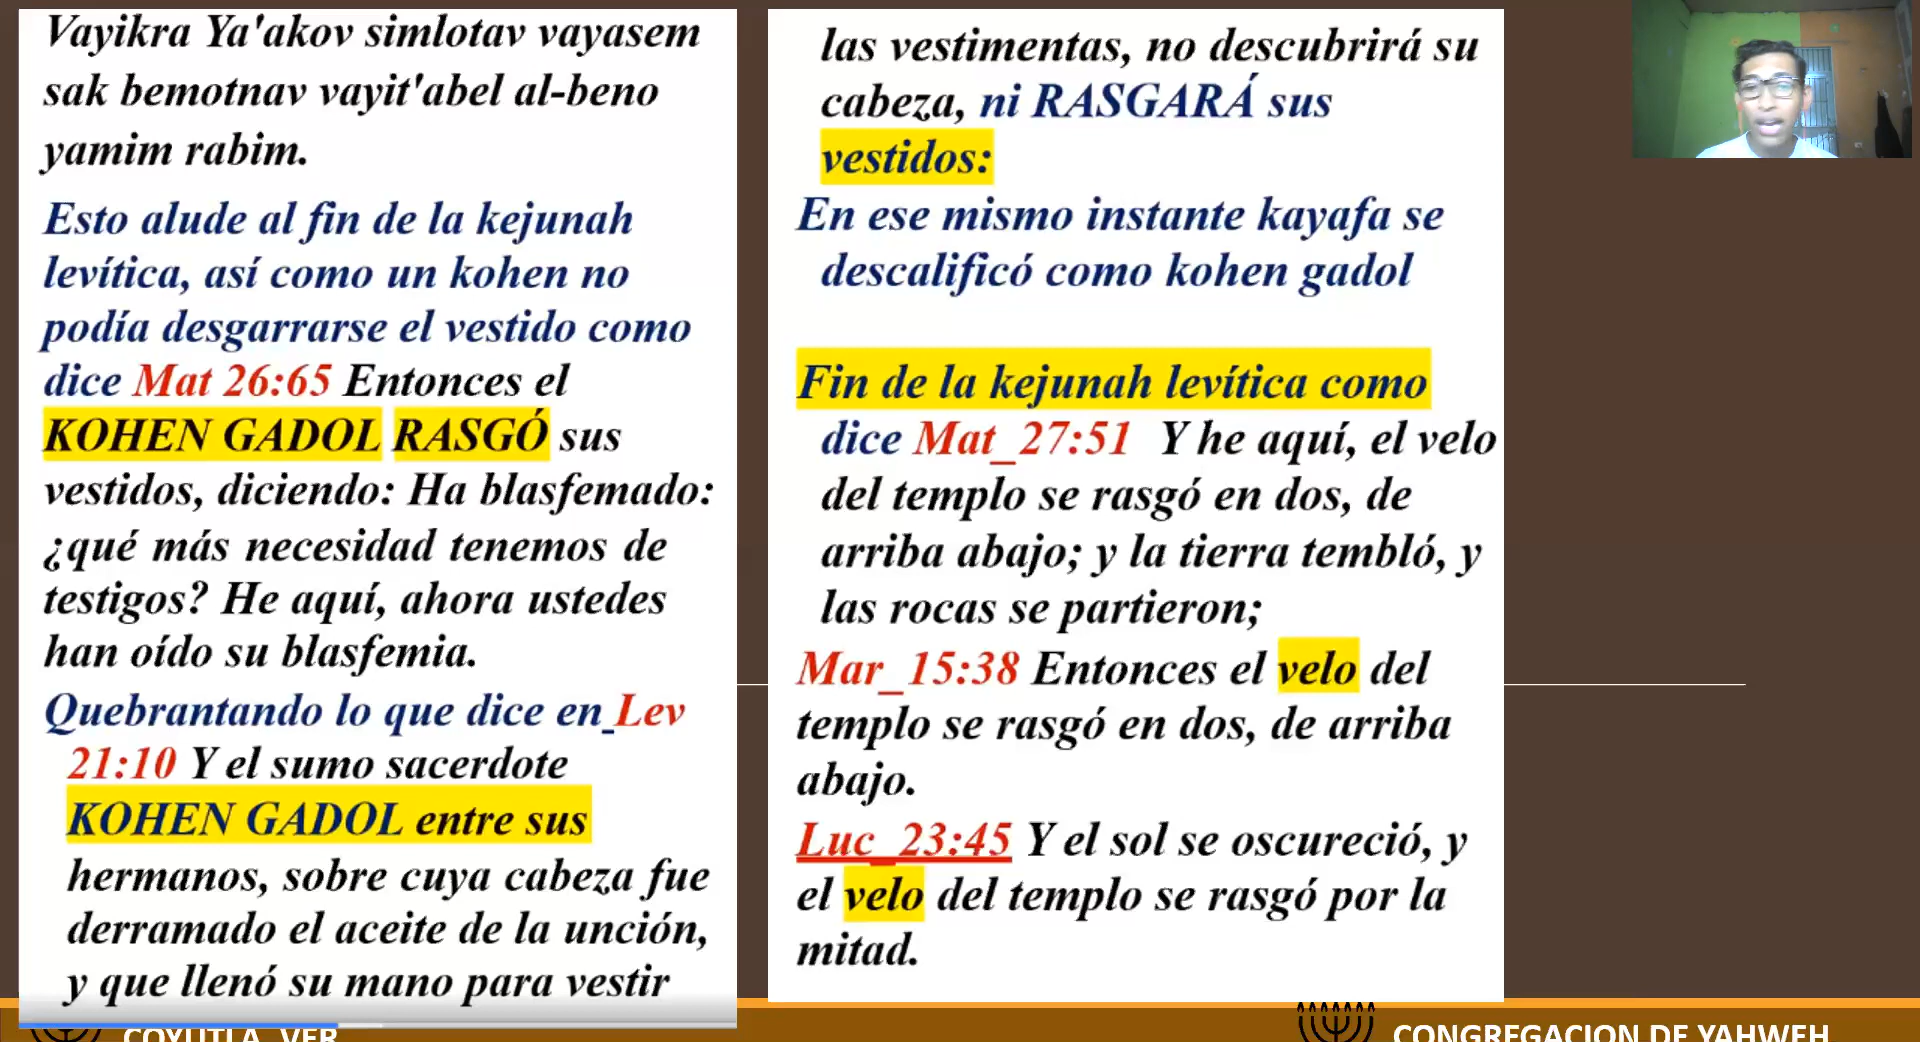 Vayikra Ya'akov simlotav vayasem
sak bemotnav vayit'abel al-beno
yamim rabim.
Esto alude al fin de la kejunah
levítica, así como un kohen no
podía desgarrarse el vestido como
dice Mat 26:65 Entonces el
KOHEN GADOL RASGÓ sus
vestidos, diciendo: Ha blasfemado:
¿qué más necesidad tenemos de
testigos? He aquí, ahora ustedes
han oído su blasfemia.
Quebrantando lo que dice en Lev
21:10 Y el sumo sacerdote
KOHEN GADOL entre sus
hermanos, sobre cuya cabeza fue
derramado el aceite de la unción,
y que llenó su mano para vestir
las vestimentas, no descubrirá su
cabeza, ni RASGARÁ sus
vestidos:
En ese mismo instante kayafa se
descalificó como kohen gadol
Fin de la kejunah levítica como
dice Mat_27:51 Y he aquí, el velo
del templo se rasgó en dos, de
arriba abajo; y la tierra tembló, y
las rocas se partieron;
Mar_15:38 Entonces el velo del
templo se rasgó en dos, de arriba
abajo.
Luc_23:45 Y el sol se oscureció, y
el velo del templo se rasgó por la
mitad.
COYUTLA, VER
CONGREGACION DE YAHWEH